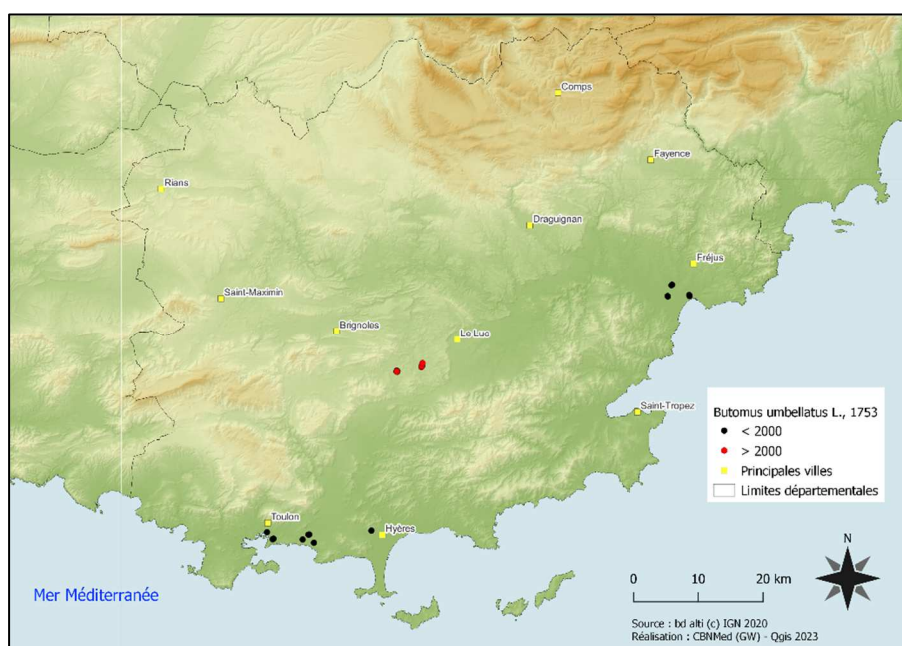 Comps
Fayence
Rians
Draguignan
Fréjus
Saint-Maximin
Brignoles
Le Luc
Saint-Tropez
Butomus umbellatus L., 1753
< 2000
> 2000
Principales villes
Limites départementales
Toulon
Hyères
N
Mer Méditerranée
0 10 20 km
Source : bd alti (c) IGN 2020
Réalisation : CBNMed (GW) - Qgis 2023